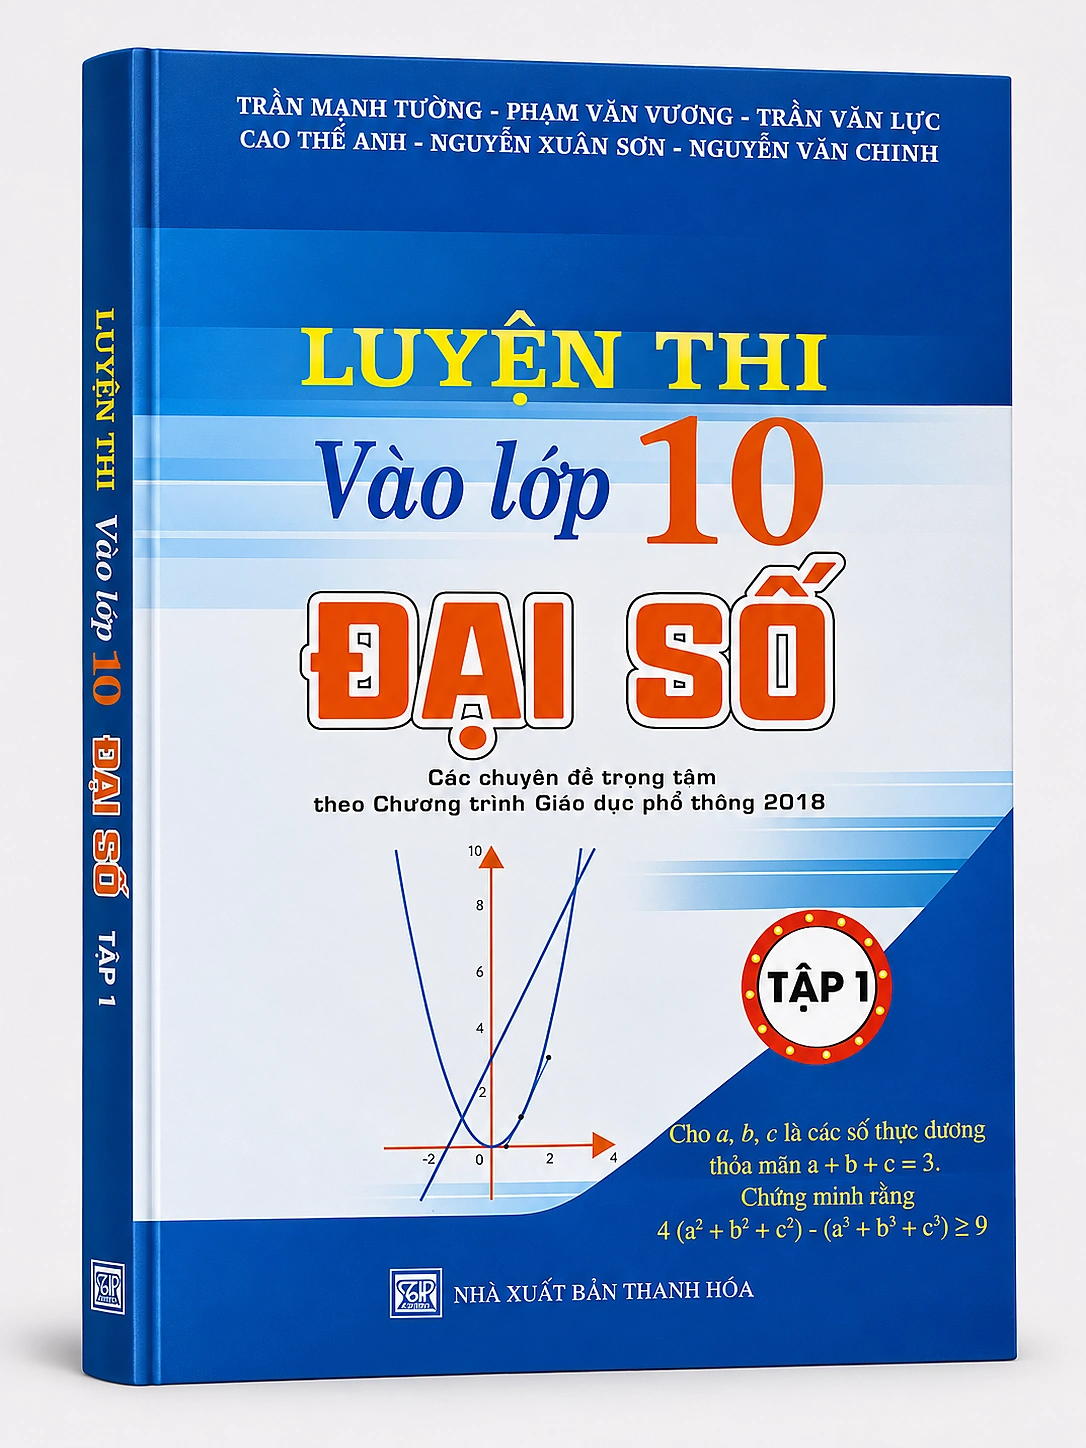 TRẦN MẠNH TƯỜNG - PHẠM VĂN VƯƠNG - TRẦN VĂN LỰC
CAO THẾ ANH - NGUYỄN XUÂN SƠN - NGUYỄN VĂN CHINH
LUYỆN THI
Vào lớp 10
ĐẠI SỐ
Các chuyên đề trọng tậm
theo Chương trình Giáo dục phổ thông 2018
10
8
6
4
2
-2 0 2 4
TẬP 1
Cho a, b, c là các số thực dương
thỏa mãn a + b + c = 3.
Chứng minh rằng
4 (a² + b² + c²) - (a³ + b³ + c³) ≥ 9
NHÀ XUẤT BẢN THANH HÓA
LUYỆN THI Vào lớp 10 ĐẠI SỐ TẬP 1